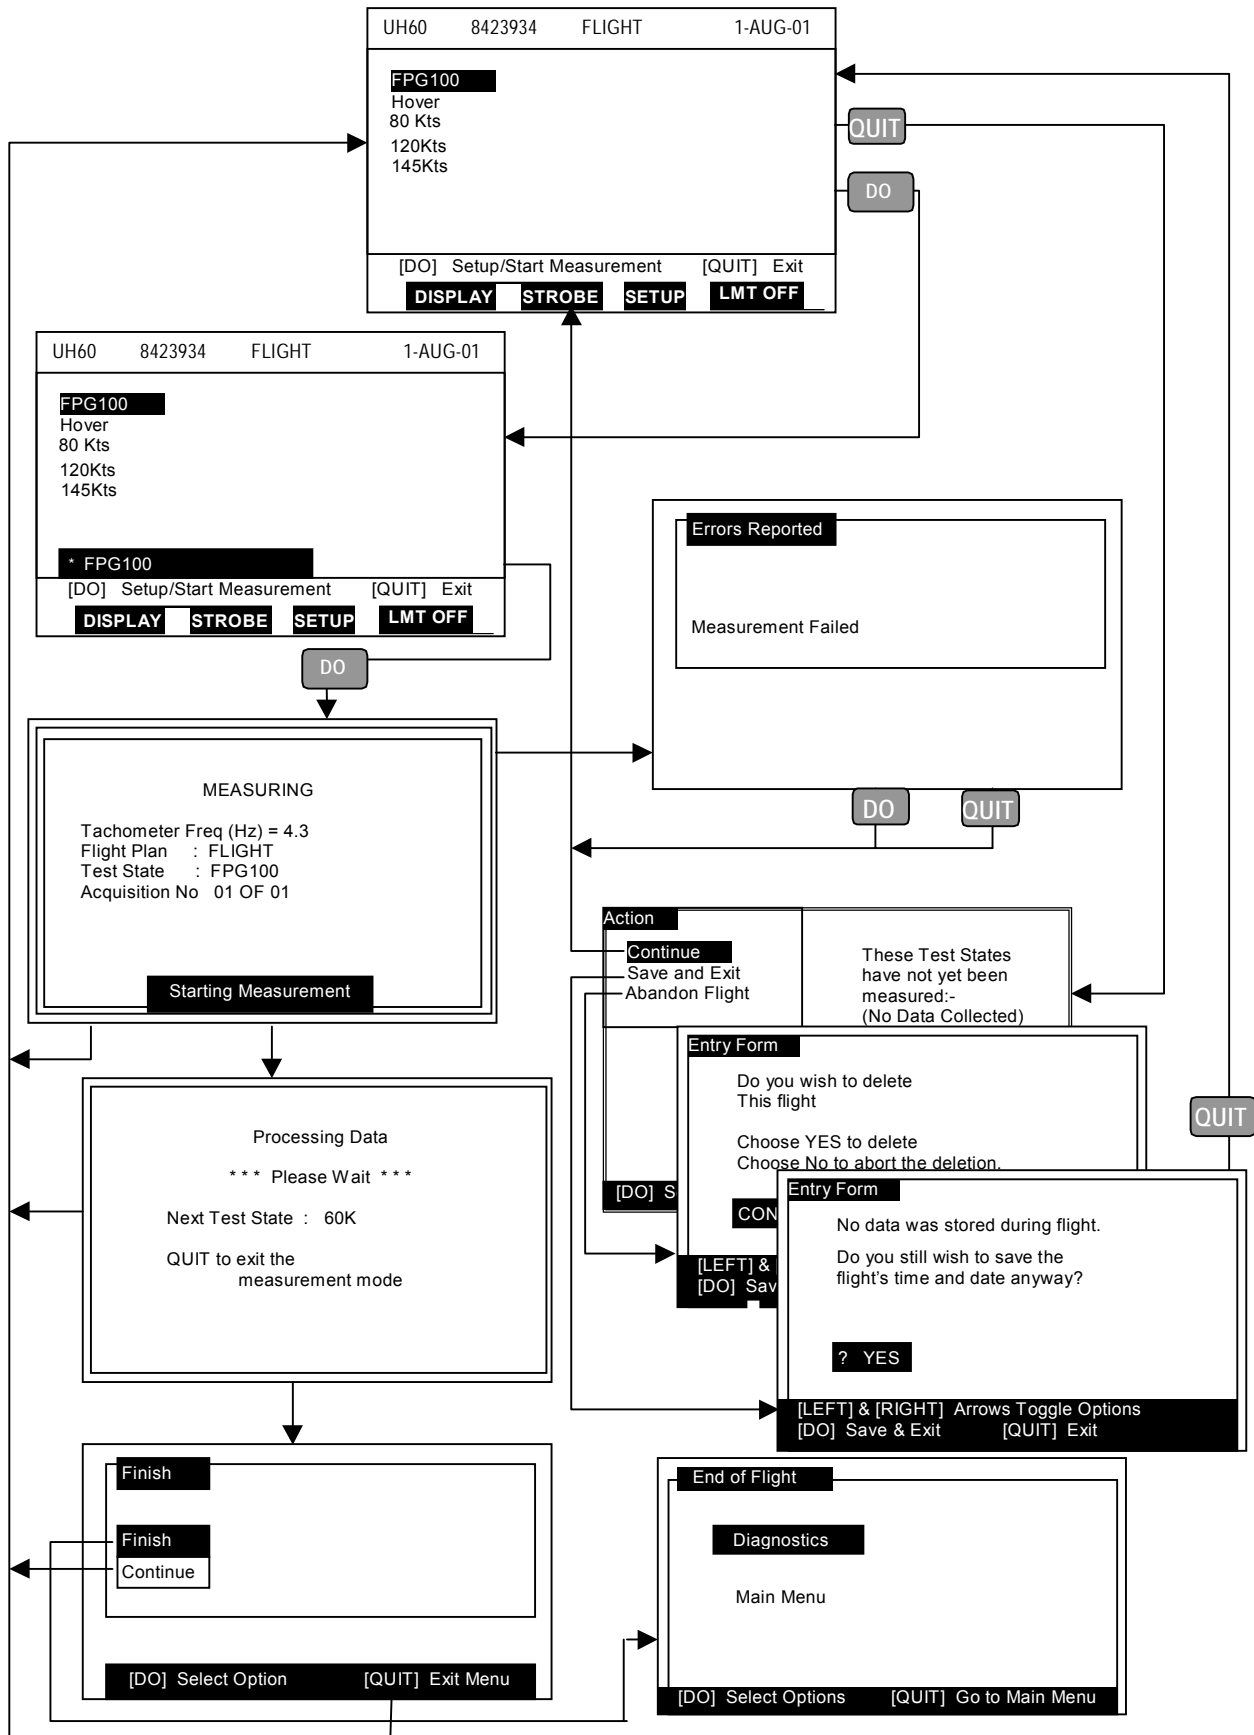 UH60 8423934 FLIGHT 1-AUG-01
FPG100
Hover
80 Kts
120Kts
145Kts
QUIT
DO
[DO] Setup/Start Measurement [QUIT] Exit
DISPLAY STROBE SETUP LMT OFF
UH60 8423934 FLIGHT 1-AUG-01
FPG100
Hover
80 Kts
120Kts
145Kts
* FPG100
[DO] Setup/Start Measurement [QUIT] Exit
DISPLAY STROBE SETUP LMT OFF
DO
Errors Reported
Measurement Failed
DO QUIT
MEASURING
Tachometer Freq (Hz) = 4.3
Flight Plan : FLIGHT
Test State : FPG100
Acquisition No 01 OF 01
Starting Measurement
Action
Continue
Save and Exit
Abandon Flight
These Test States
have not yet been
measured:-
(No Data Collected)
[DO] S
Entry Form
Do you wish to delete
This flight
Choose YES to delete
Choose No to abort the deletion.
CON
[LEFT] &
[DO] Sav
QUIT
Entry Form
No data was stored during flight.
Do you still wish to save the
flight's time and date anyway?
? YES
[LEFT] & [RIGHT] Arrows Toggle Options
[DO] Save & Exit [QUIT] Exit
Processing Data
* * * Please Wait * * *
Next Test State : 60K
QUIT to exit the
measurement mode
Finish
Finish
Continue
[DO] Select Option [QUIT] Exit Menu
End of Flight
Diagnostics
Main Menu
[DO] Select Options [QUIT] Go to Main Menu